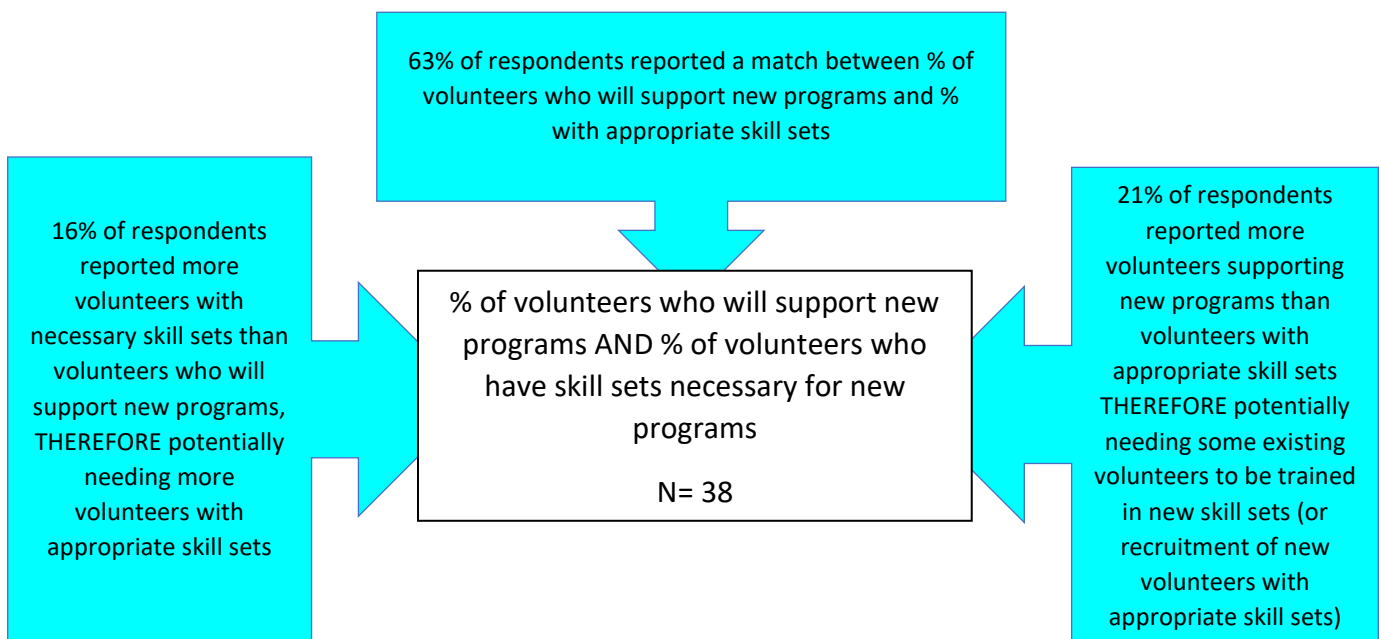 63% of respondents reported a match between % of
volunteers who will support new programs and %
with appropriate skill sets
16% of respondents
reported more
volunteers with
necessary skill sets than
volunteers who will
support new programs,
THEREFORE potentially
needing more
volunteers with
appropriate skill sets
% of volunteers who will support new
programs AND % of volunteers who
have skill sets necessary for new
programs
N= 38
21% of respondents
reported more
volunteers supporting
new programs than
volunteers with
appropriate skill sets
THEREFORE potentially
needing some existing
volunteers to be trained
in new skill sets (or
recruitment of new
volunteers with
appropriate skill sets)